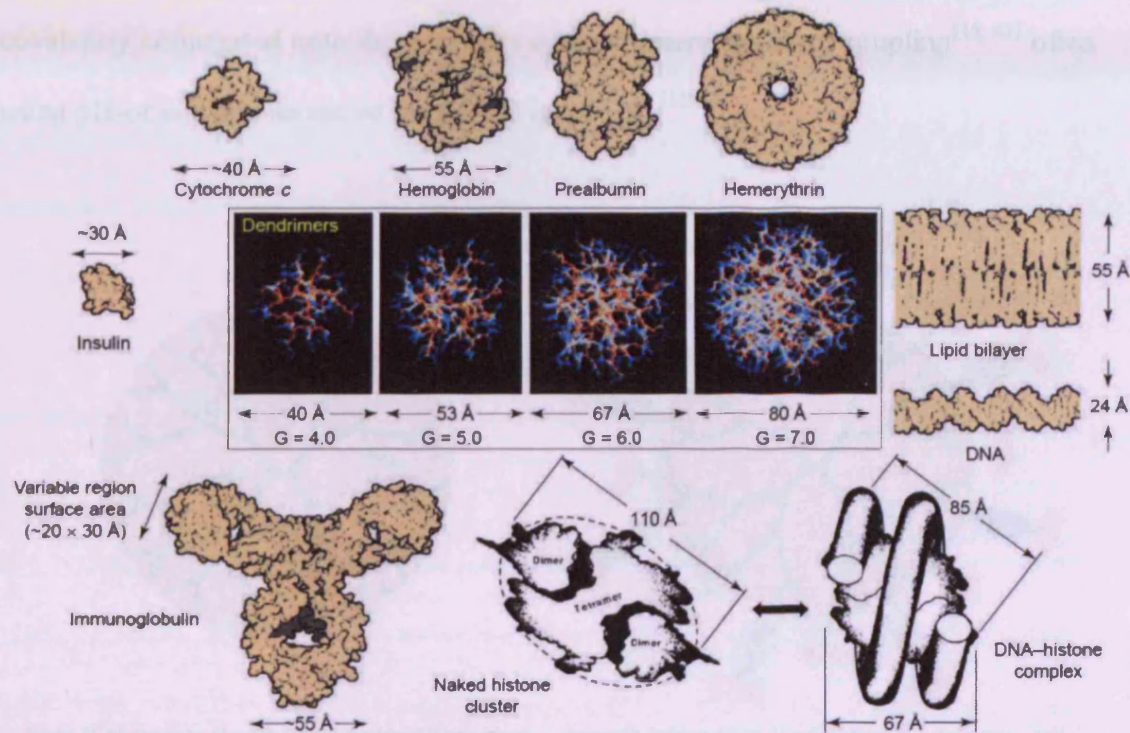 ~40 Å
Cytochrome c
55 Å
Hemoglobin
Prealbumin
Hemerythrin
~30 Å
Insulin
Dendrimers
40 Å
53 Å
67 Å
80 Å
G = 4.0
G = 5.0
G = 6.0
G = 7.0
55 Å
Lipid bilayer
24 Å
DNA
Variable region
surface area
(~20 × 30 Å)
Immunoglobulin
~55 Å
110 Å
Dimer
Tetramer
Dimer
Naked histone
cluster
85 Å
DNA–histone
complex
67 Å